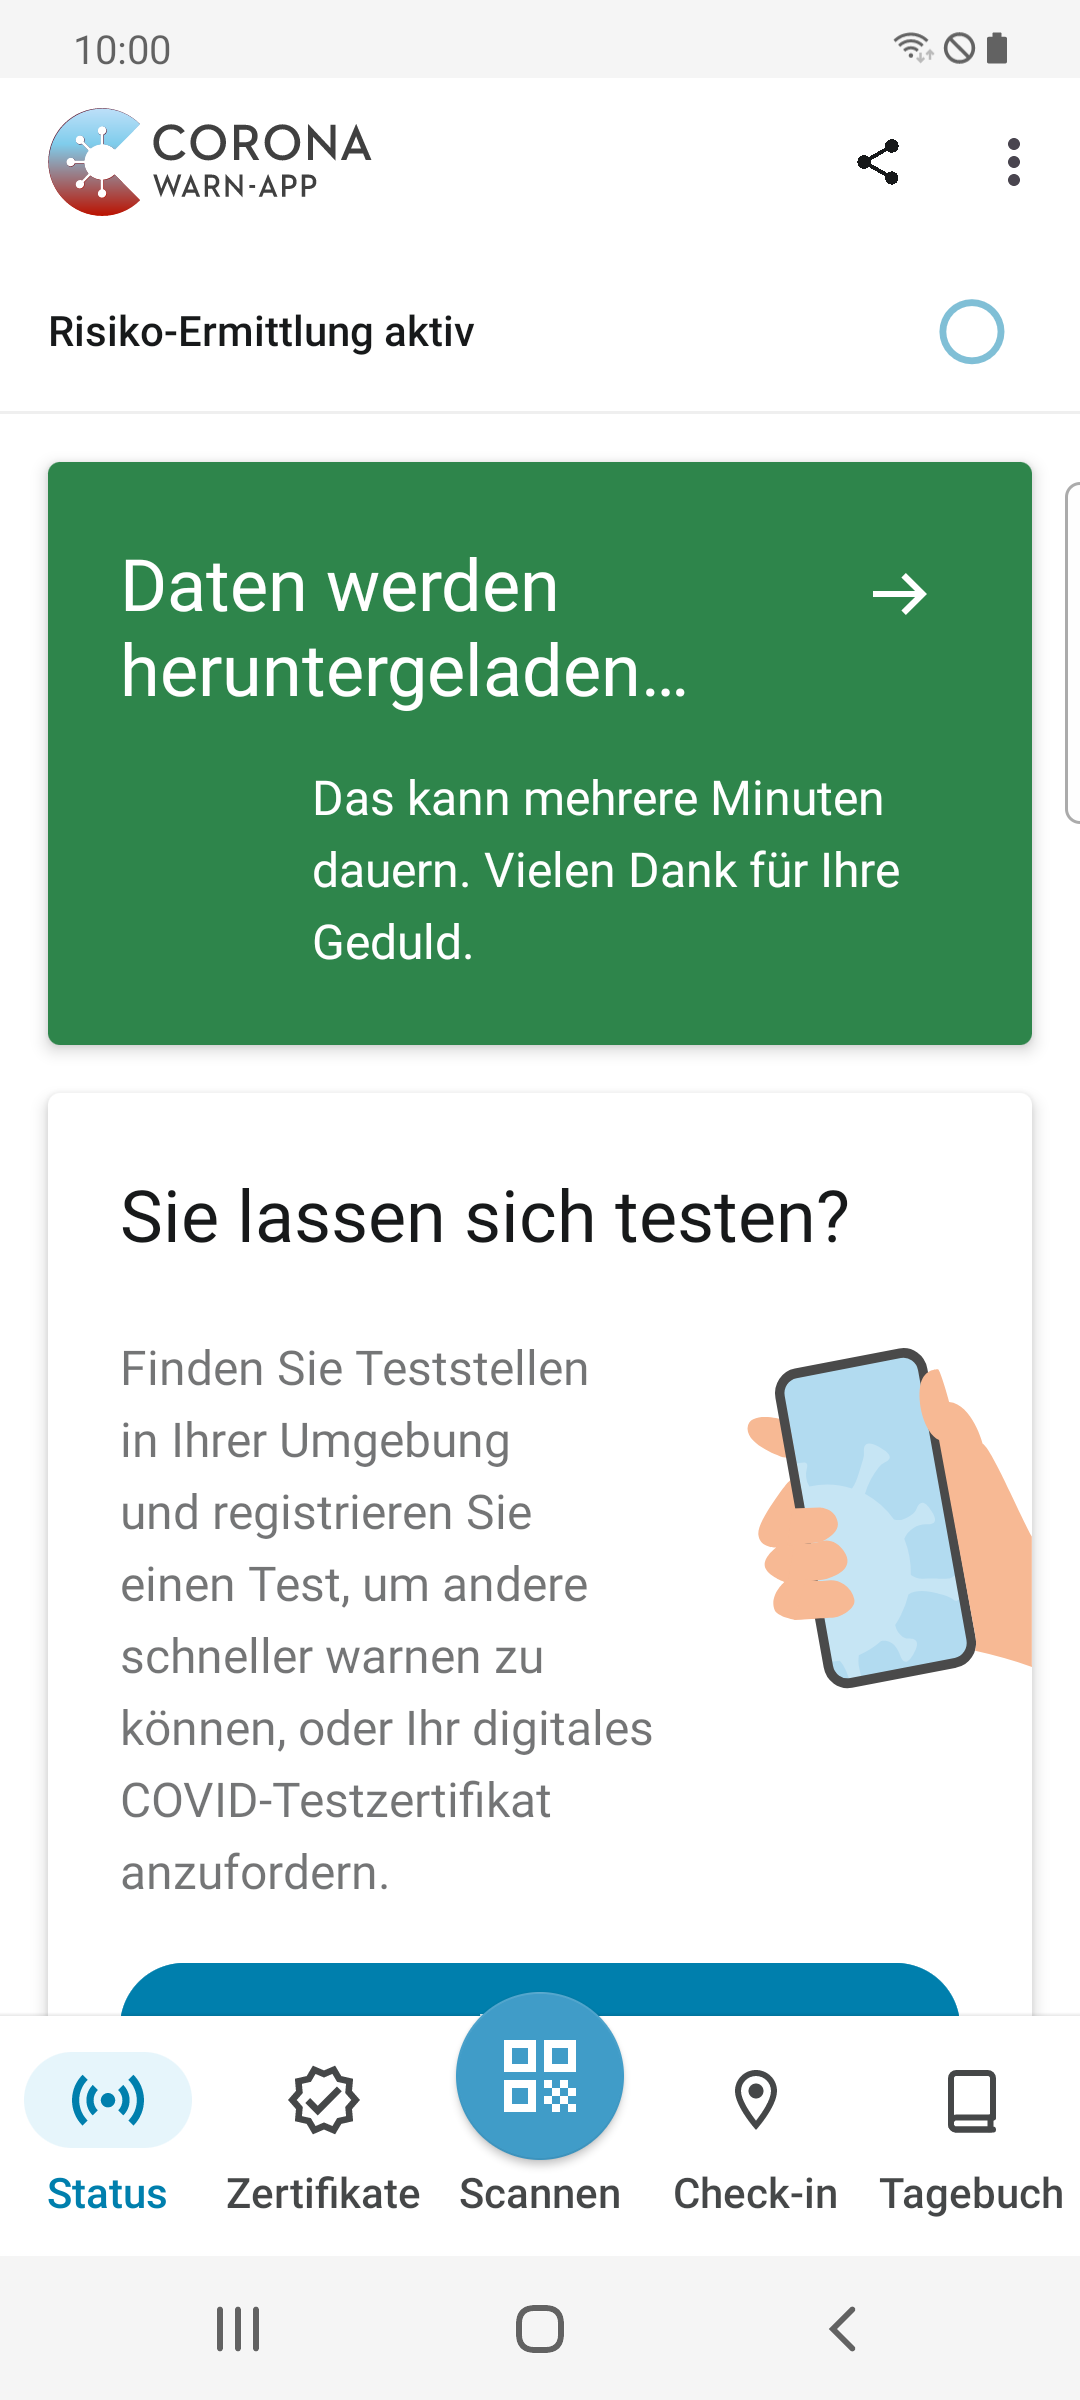 10:00
CORONA
WARN-APP
Risiko-Ermittlung aktiv
Daten werden
heruntergeladen…
Das kann mehrere Minuten
dauern. Vielen Dank für Ihre
Geduld.
Sie lassen sich testen?
Finden Sie Teststellen
in Ihrer Umgebung
und registrieren Sie
einen Test, um andere
schneller warnen zu
können, oder Ihr digitales
COVID-Testzertifikat
anzufordern.
Status
Zertifikate
Scannen
Check-in
Tagebuch